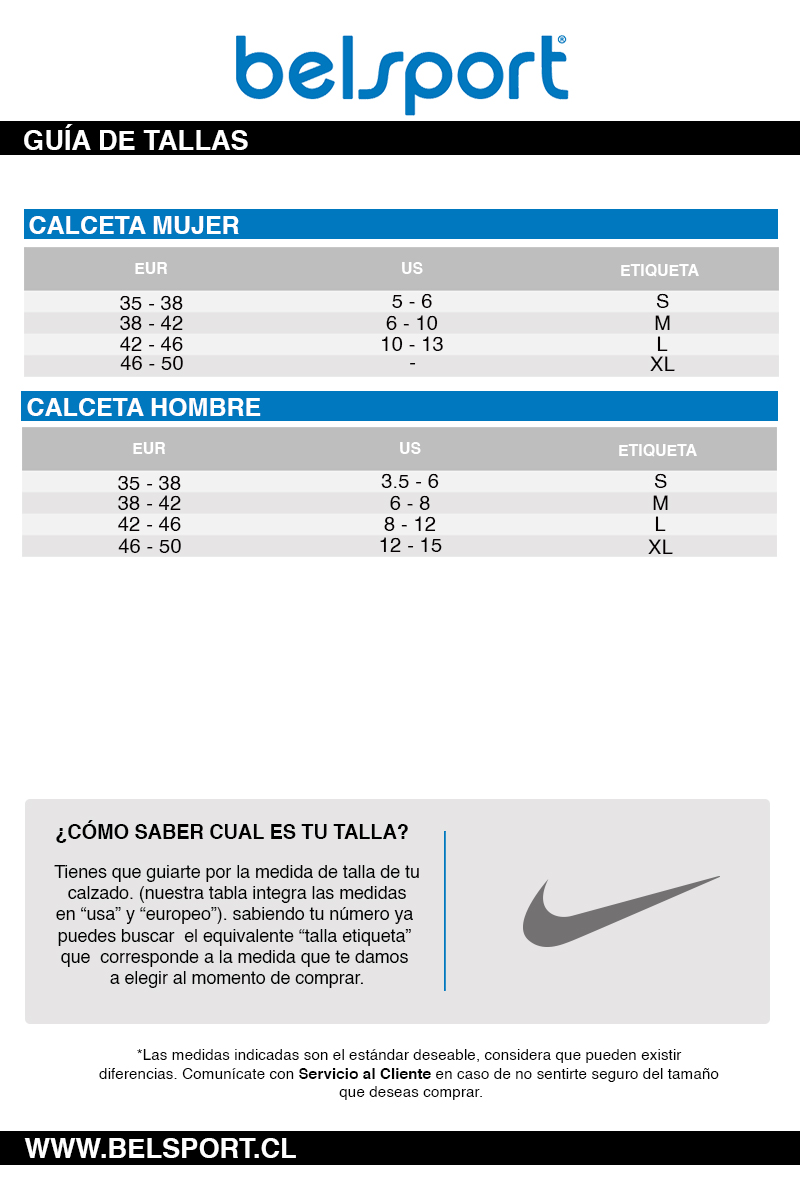 belsport®
GUÍA DE TALLAS
CALCETA MUJER
EUR US ETIQUETA
35 - 38 5 - 6 S
38 - 42 6 - 10 M
42 - 46 10 - 13 L
46 - 50 - XL
CALCETA HOMBRE
EUR US ETIQUETA
35 - 38 3.5 - 6 S
38 - 42 6 - 8 M
42 - 46 8 - 12 L
46 - 50 12 - 15 XL
¿CÓMO SABER CUAL ES TU TALLA?
Tienes que guiarte por la medida de talla de tu
calzado. (nuestra tabla integra las medidas
en “usa” y “europeo”). sabiendo tu número ya
puedes buscar el equivalente “talla etiqueta”
que corresponde a la medida que te damos
a elegir al momento de comprar.
*Las medidas indicadas son el estándar deseable, considera que pueden existir
diferencias. Comunícate con Servicio al Cliente en caso de no sentirte seguro del tamaño
que deseas comprar.
WWW.BELSPORT.CL